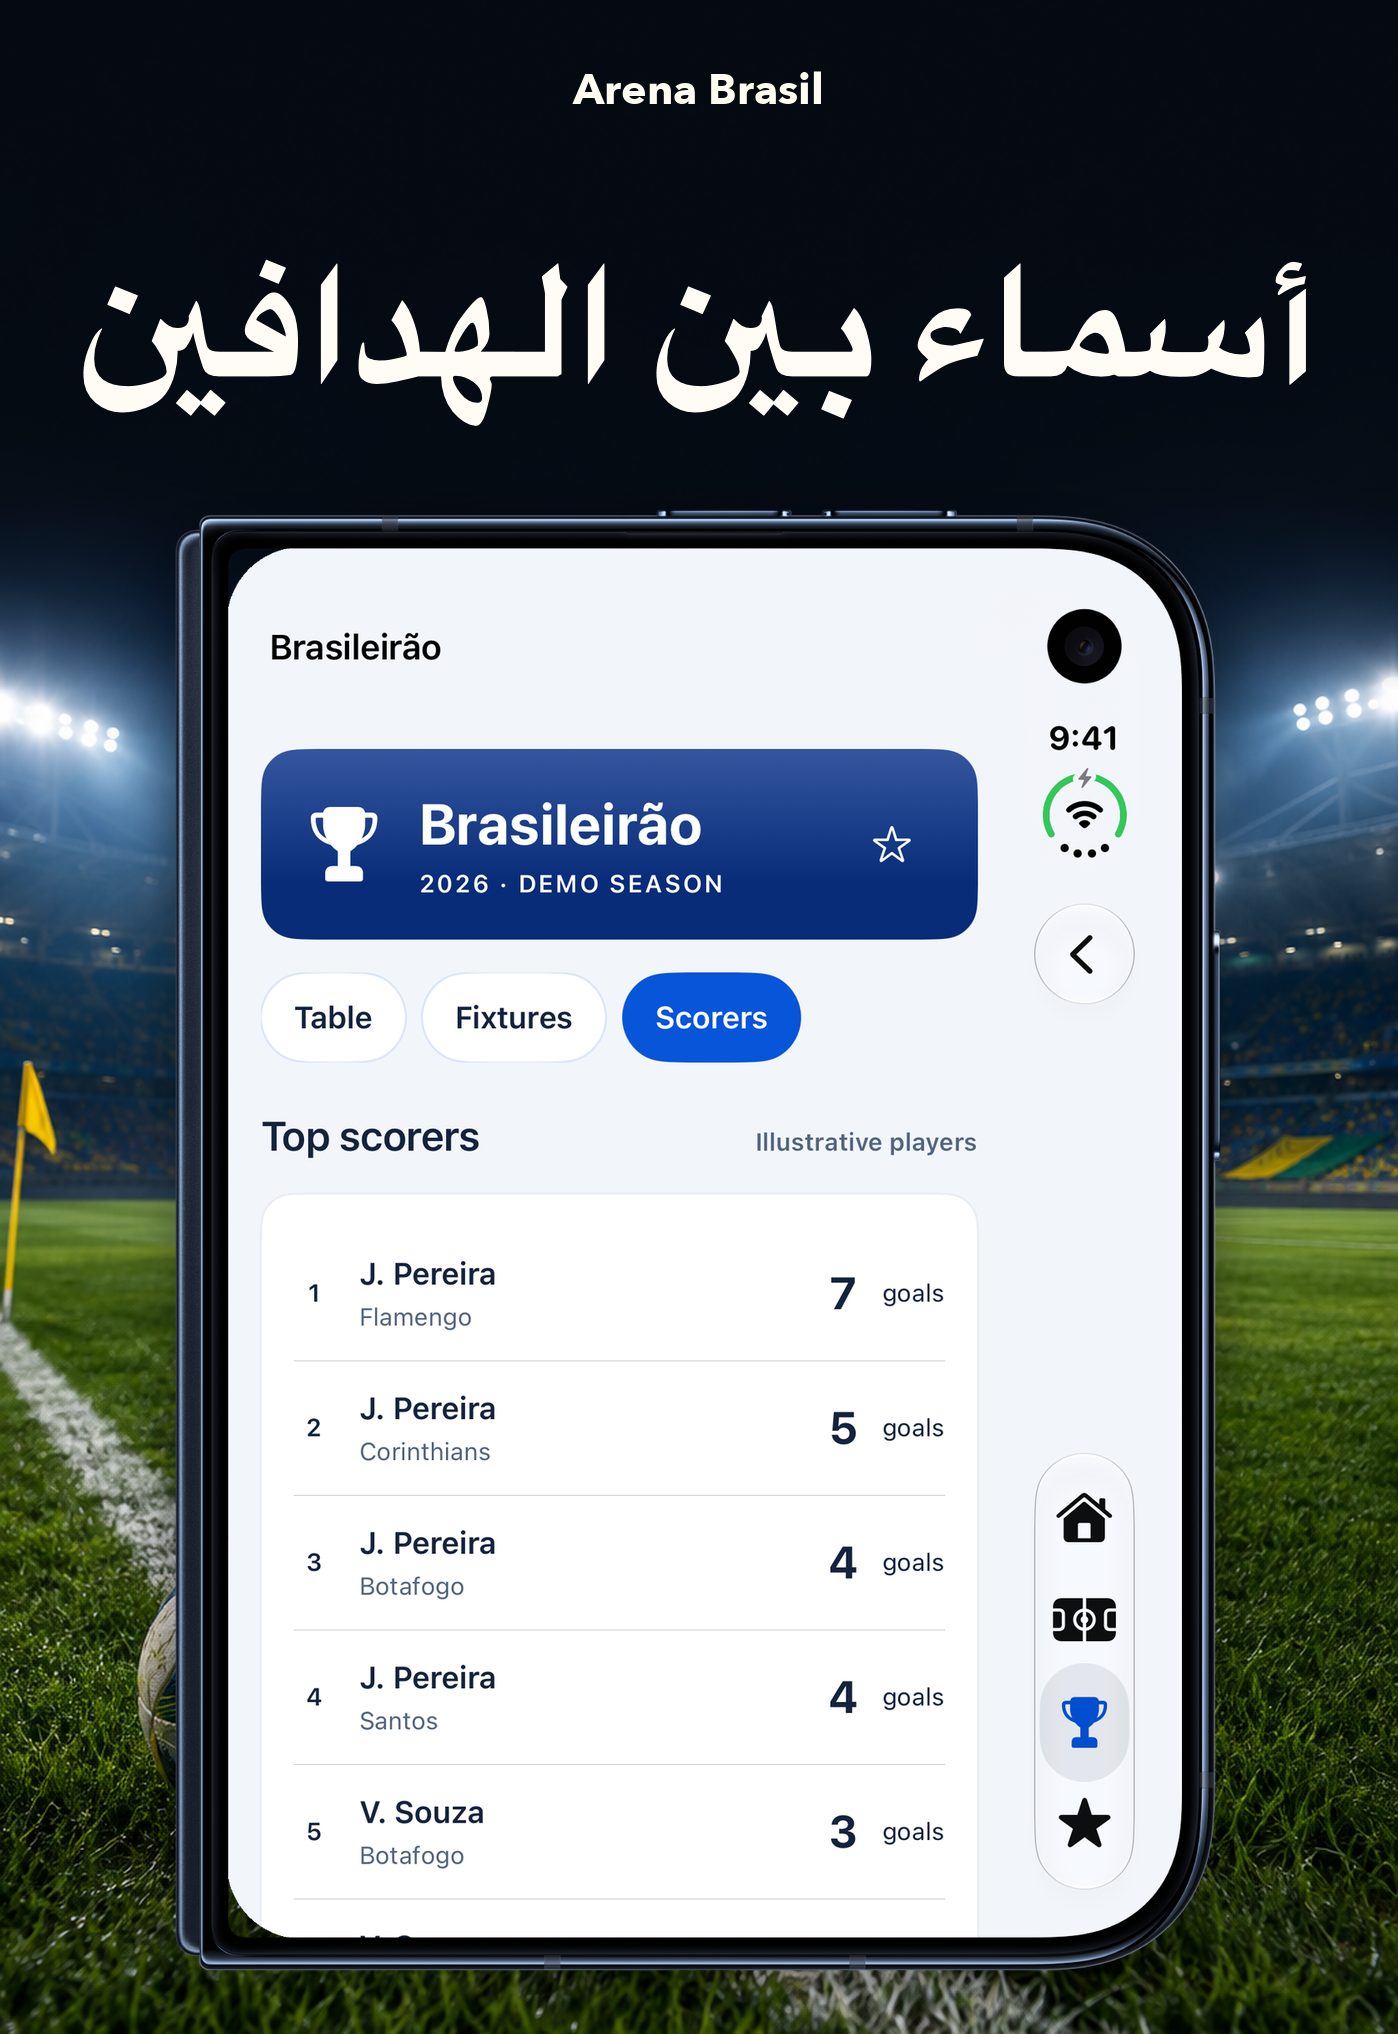 Arena Brasil
أسماء بين الهدافين
Brasileirão
9:41
Brasileirão
2026 · DEMO SEASON
Table
Fixtures
Scorers
Top scorers
Illustrative players
1 J. Pereira 7 goals
Flamengo
2 J. Pereira 5 goals
Corinthians
3 J. Pereira 4 goals
Botafogo
4 J. Pereira 4 goals
Santos
5 V. Souza 3 goals
Botafogo